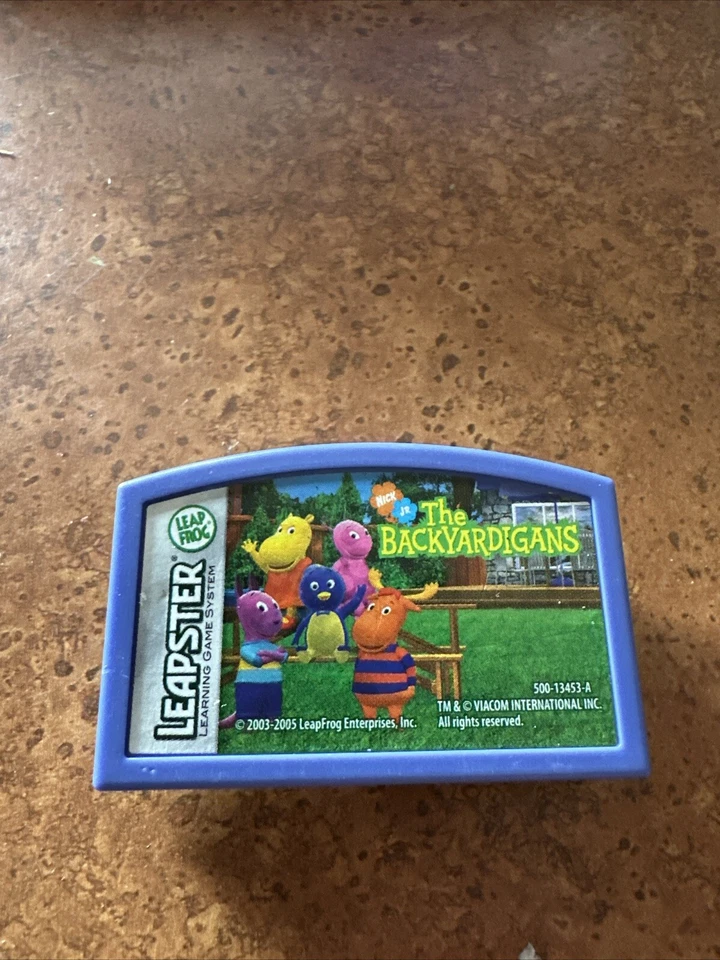 LEAP
FROG
LEAPSTER®
LEARNING GAME SYSTEM
NICK
JR
The
BACKYARDIGANS
500-13453-A
TM & © VIACOM INTERNATIONAL INC.
All rights reserved.
© 2003-2005 LeapFrog Enterprises, Inc.